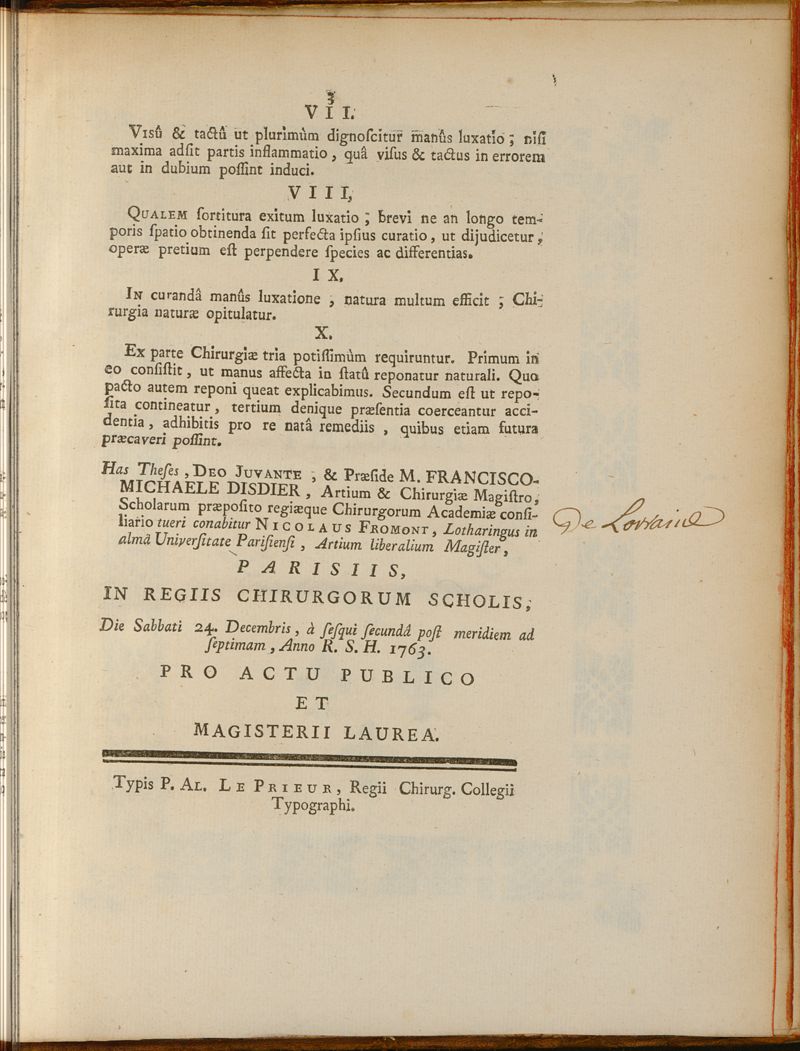 3
VII.
Visû & tactû ut plurimùm dignoscitur manûs luxatio; nisi
maxima adsit partis inflammatio, quâ visus & tactus in errorem
aut in dubium possint induci.
VIII,
Qualem sortitura exitum luxatio; brevi ne an longo tem-
poris spatio obtinenda sit perfecta ipsius curatio, ut dijudicetur,
operæ pretium est perpendere species ac differentias.
IX.
In curandâ manûs luxatione, natura multum efficit; Chi-
rurgia naturæ opitulatur.
X.
Ex parte Chirurgiæ tria potissimùm requiruntur. Primum in
eo consistit, ut manus affecta in statû reponatur naturali. Quo
pacto autem reponi queat explicabimus. Secundum est ut repo-
sita contineatur, tertium denique præsentia coerceantur acci-
dentia, adhibitis pro re natâ remediis, quibus etiam futura
præcaveri possint.
Has Theses, Deo Juvante, & Præside M. FRANCISCO-
MICHAELE DISDIER, Artium & Chirurgiæ Magistro,
Scholarum præposito regiæque Chirurgorum Academiæ consi-
liario tueri conabitur Nicolaus Fromont, Lotharingus in
almâ Universitate Parisiensi, Artium liberalium Magister,
De Lorraine
PARISIIS,
IN REGIIS CHIRURGORUM SCHOLIS,
Die Sabbati 24. Decembris, à sesqui secundâ post meridiem ad
septimam, Anno R. S. H. 1763.
PRO ACTU PUBLICO
ET
MAGISTERII LAUREA.
Typis P. Al. Le Prieur, Regii Chirurg. Collegii
Typographi.